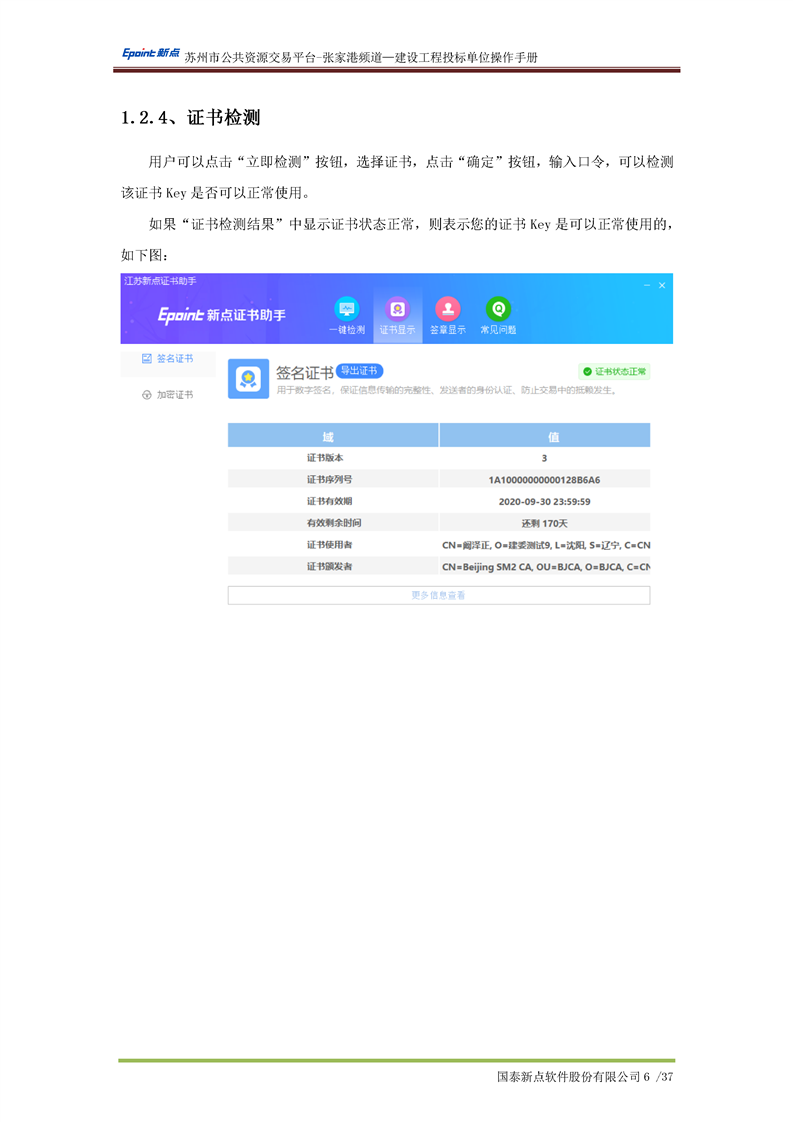 Epoint新点 苏州市公共资源交易平台-张家港频道—建设工程投标单位操作手册
1.2.4、证书检测
用户可以点击“立即检测”按钮，选择证书，点击“确定”按钮，输入口令，可以检测
该证书 Key 是否可以正常使用。
如果“证书检测结果”中显示证书状态正常，则表示您的证书 Key 是可以正常使用的，
如下图：
江苏新点证书助手
Epoint 新点证书助手
一键检测 证书显示 签章显示 常见问题
签名证书
加密证书
签名证书 导出证书 证书状态正常
用于数字签名，保证信息传输的完整性、发送者的身份认证、防止交易中的抵赖发生。
域 值
证书版本 3
证书序列号 1A10000000000128B6A6
证书有效期 2020-09-30 23:59:59
有效剩余时间 还剩 170天
证书使用者 CN=阚泽正, O=建委测试9, L=沈阳, S=辽宁, C=CN
证书颁发者 CN=Beijing SM2 CA, OU=BJCA, O=BJCA, C=CN
更多信息查看
国泰新点软件股份有限公司 6 /37